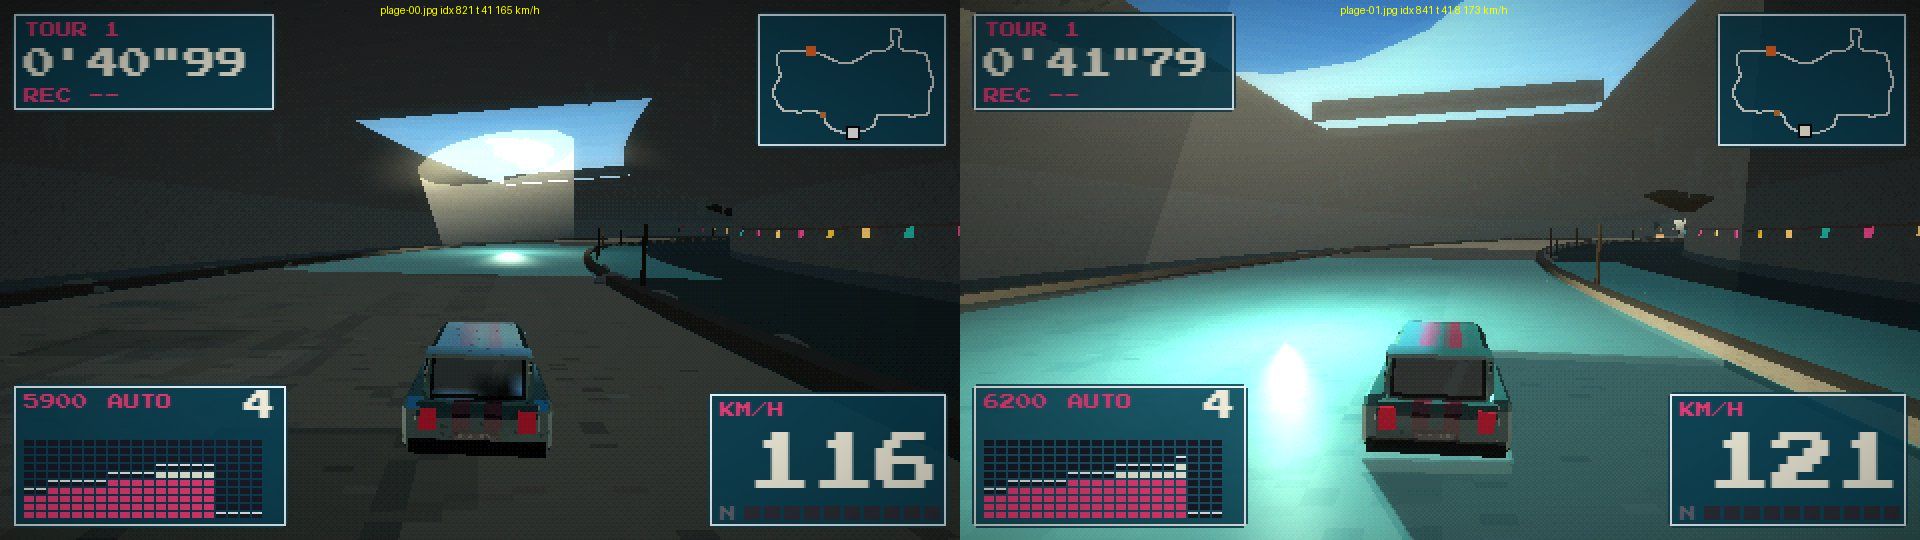 plage-00.jpg idx 821 t 41 165 km/h
TOUR 1
0'40"99
REC --
5900 AUTO 4
KM/H
116
N
plage-01.jpg idx 841 t 41.8 173 km/h
TOUR 1
0'41"79
REC --
6200 AUTO 4
KM/H
121
N